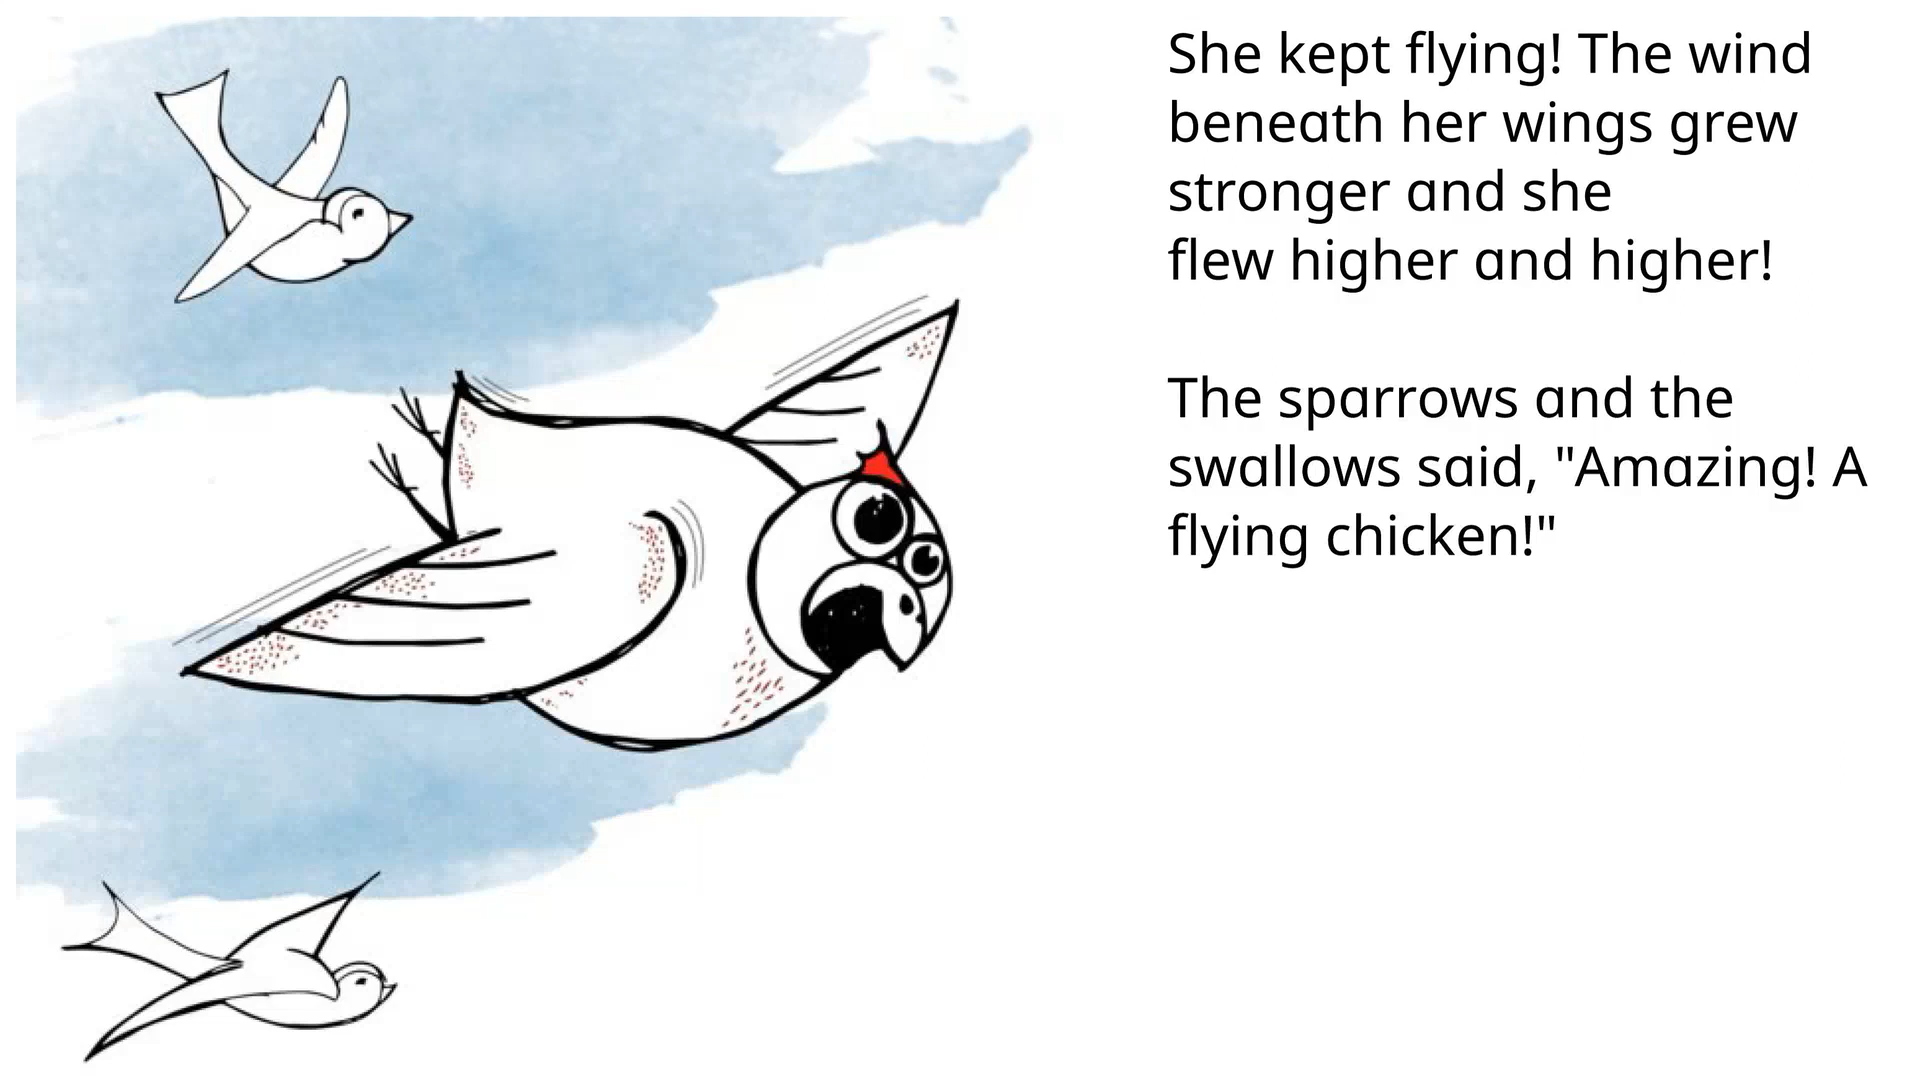 She kept flying! The wind
beneath her wings grew
stronger and she
flew higher and higher!
The sparrows and the
swallows said, "Amazing! A
flying chicken!"